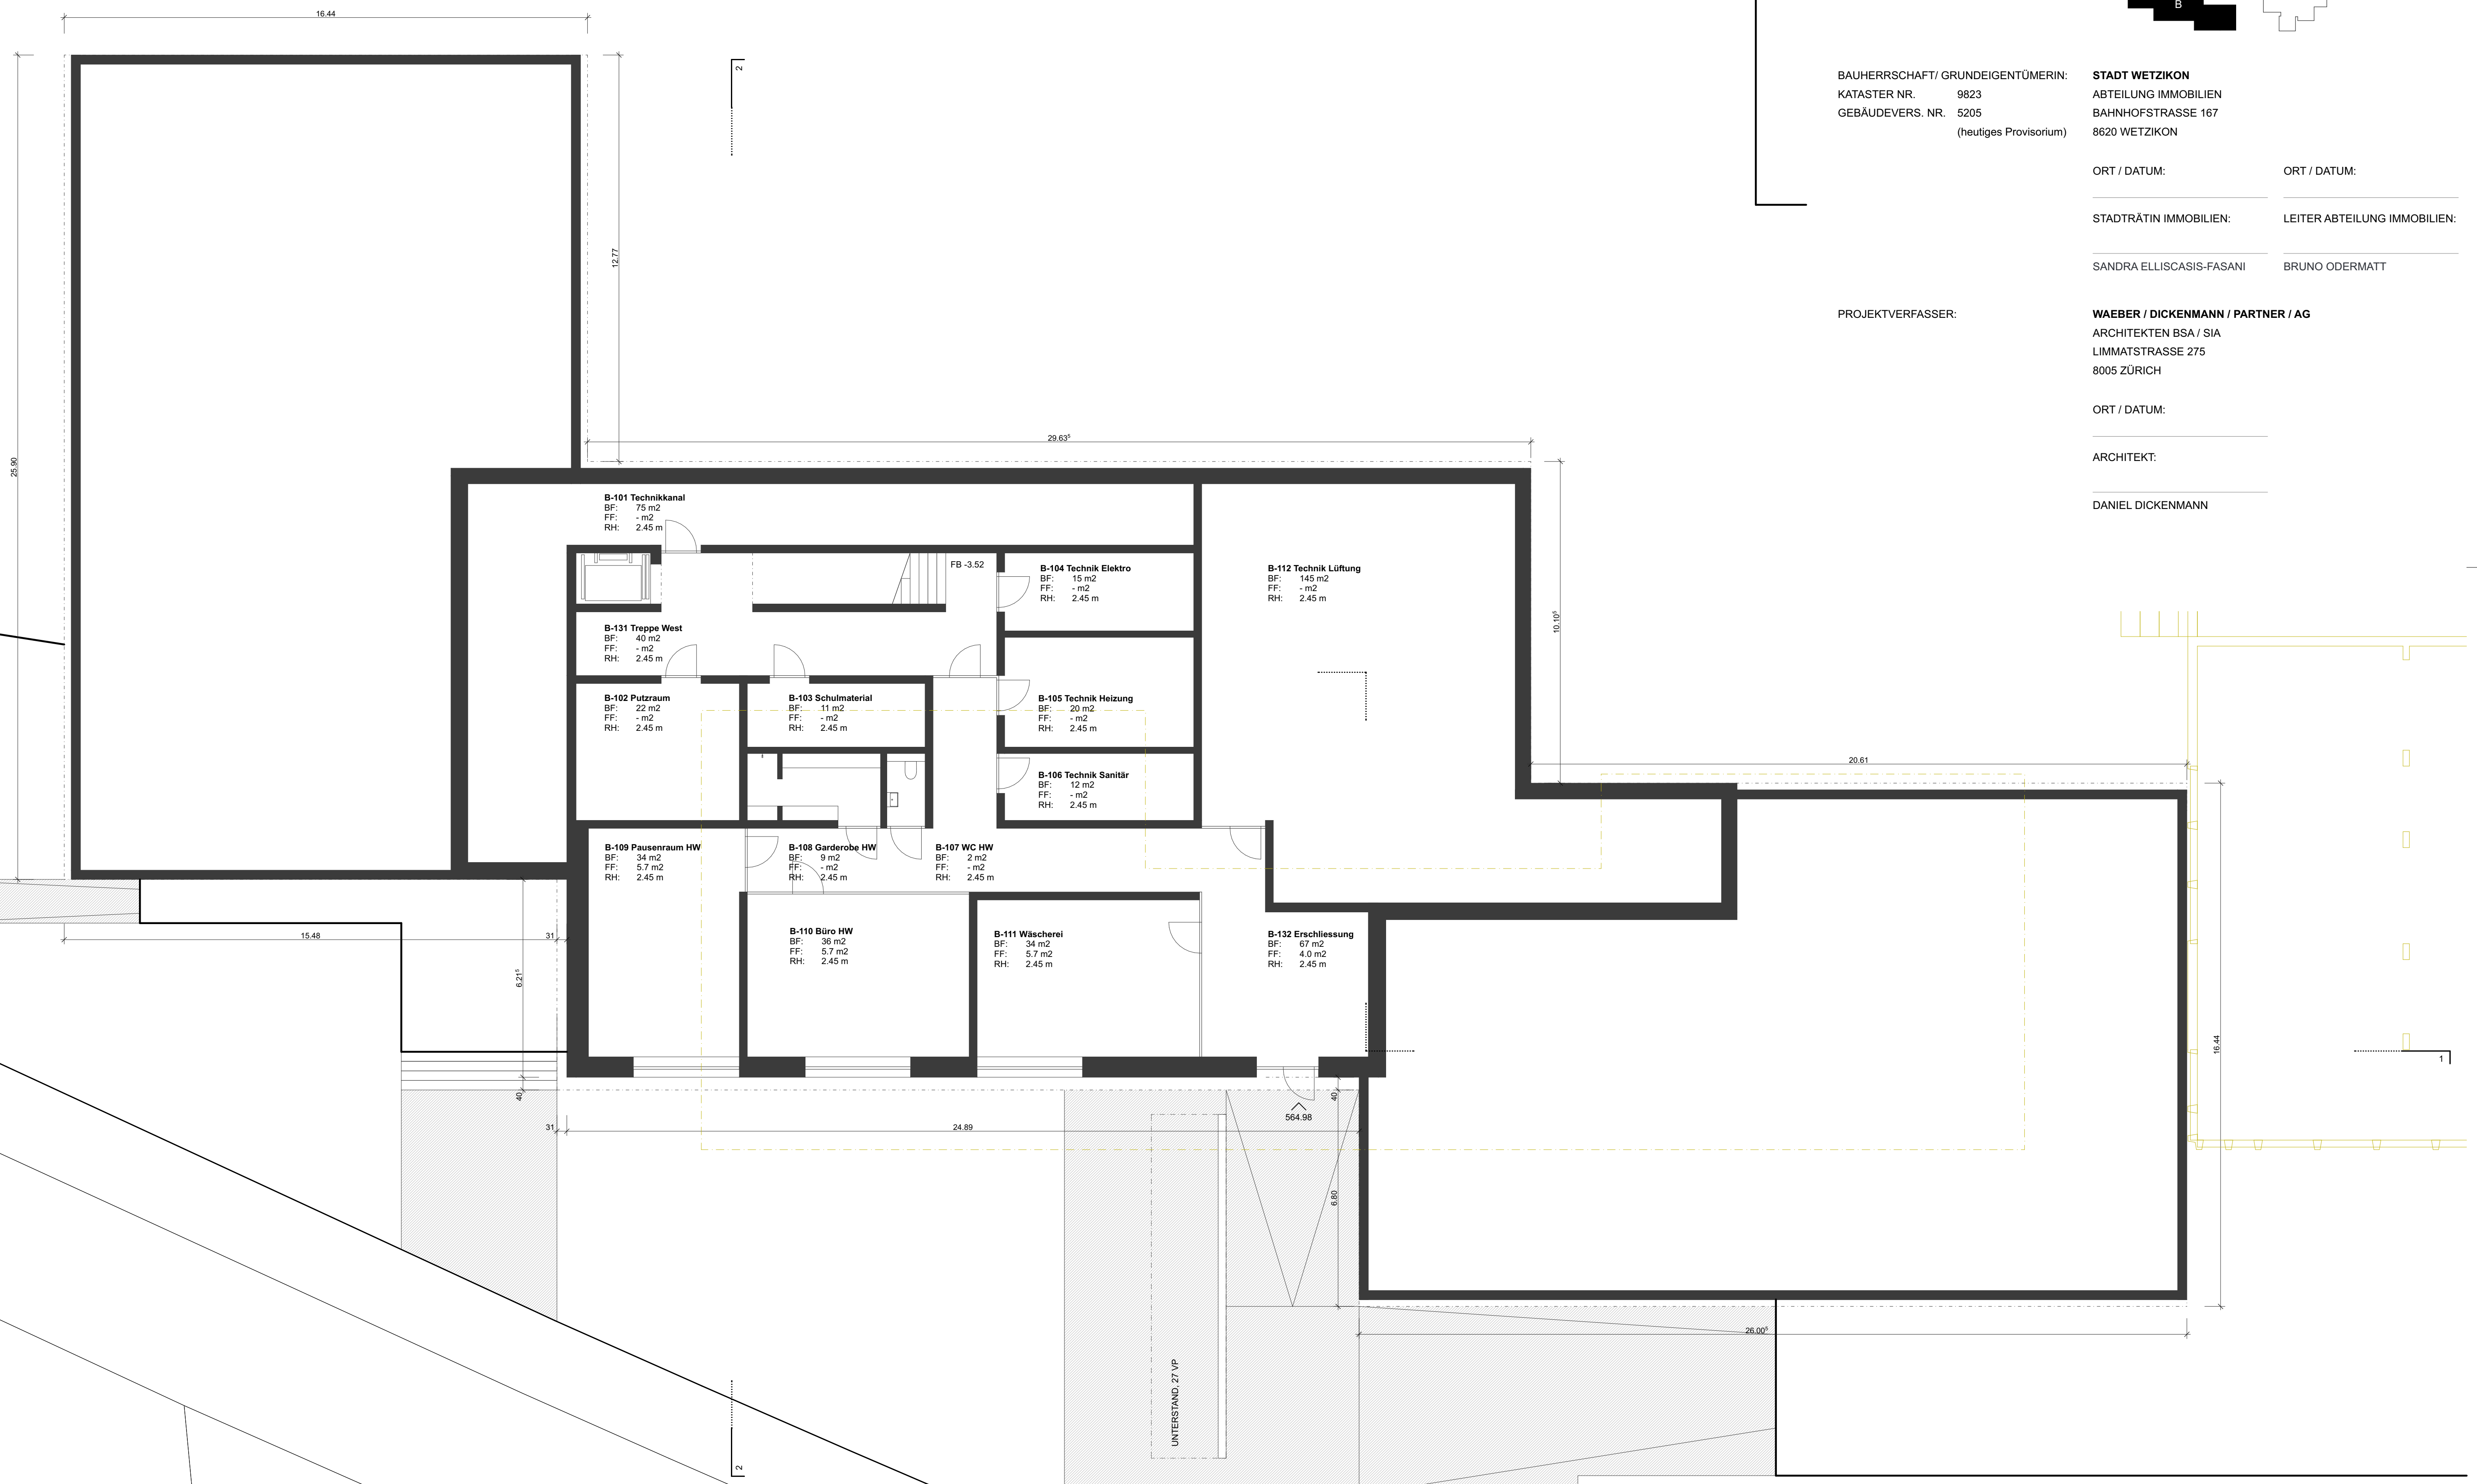 16.44
B
BAUHERRSCHAFT/ GRUNDEIGENTÜMERIN: STADT WETZIKON
KATASTER NR. 9823 ABTEILUNG IMMOBILIEN
GEBÄUDEVERS. NR. 5205 BAHNHOFSTRASSE 167
(heutiges Provisorium) 8620 WETZIKON
ORT / DATUM: ORT / DATUM:
STADTRÄTIN IMMOBILIEN: LEITER ABTEILUNG IMMOBILIEN:
SANDRA ELLISCASIS-FASANI BRUNO ODERMATT
PROJEKTVERFASSER: WAEBER / DICKENMANN / PARTNER / AG
ARCHITEKTEN BSA / SIA
LIMMATSTRASSE 275
8005 ZÜRICH
ORT / DATUM:
ARCHITEKT:
DANIEL DICKENMANN
2
12.77
25.90
29.63⁵
10.10⁵
B-101 Technikkanal
BF: 75 m2
FF: - m2
RH: 2.45 m
FB -3.52
B-104 Technik Elektro
BF: 15 m2
FF: - m2
RH: 2.45 m
B-112 Technik Lüftung
BF: 145 m2
FF: - m2
RH: 2.45 m
B-131 Treppe West
BF: 40 m2
FF: - m2
RH: 2.45 m
B-102 Putzraum
BF: 22 m2
FF: - m2
RH: 2.45 m
B-103 Schulmaterial
BF: 11 m2
FF: - m2
RH: 2.45 m
B-105 Technik Heizung
BF: 20 m2
FF: - m2
RH: 2.45 m
B-106 Technik Sanitär
BF: 12 m2
FF: - m2
RH: 2.45 m
20.61
B-109 Pausenraum HW
BF: 34 m2
FF: 5.7 m2
RH: 2.45 m
B-108 Garderobe HW
BF: 9 m2
FF: - m2
RH: 2.45 m
B-107 WC HW
BF: 2 m2
FF: - m2
RH: 2.45 m
B-110 Büro HW
BF: 36 m2
FF: 5.7 m2
RH: 2.45 m
B-111 Wäscherei
BF: 34 m2
FF: 5.7 m2
RH: 2.45 m
B-132 Erschliessung
BF: 67 m2
FF: 4.0 m2
RH: 2.45 m
15.48
31
6.21⁵
16.44
1
40
40
564.98
31
24.89
6.80
26.00⁵
UNTERSTAND, 27 VP
2